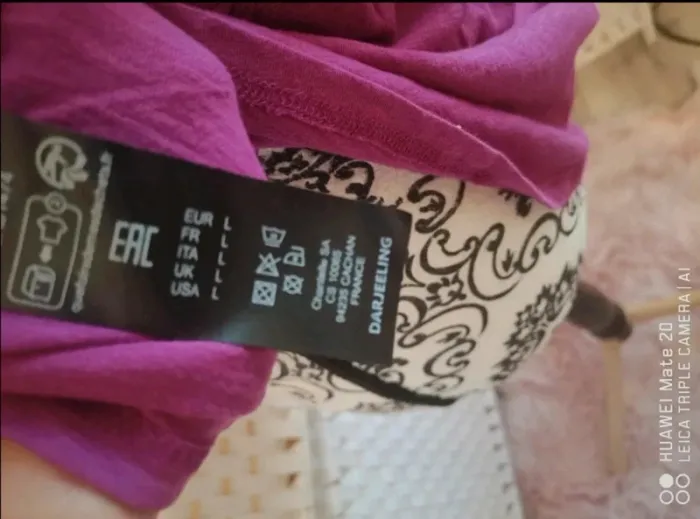 EAC
EUR L
FR L
ITA L
UK L
USA L
Chantelle SA
CS 10039
94235 CACHAN
FRANCE
DARJEELING
HUAWEI Mate 20
LEICA TRIPLE CAMERA | AI